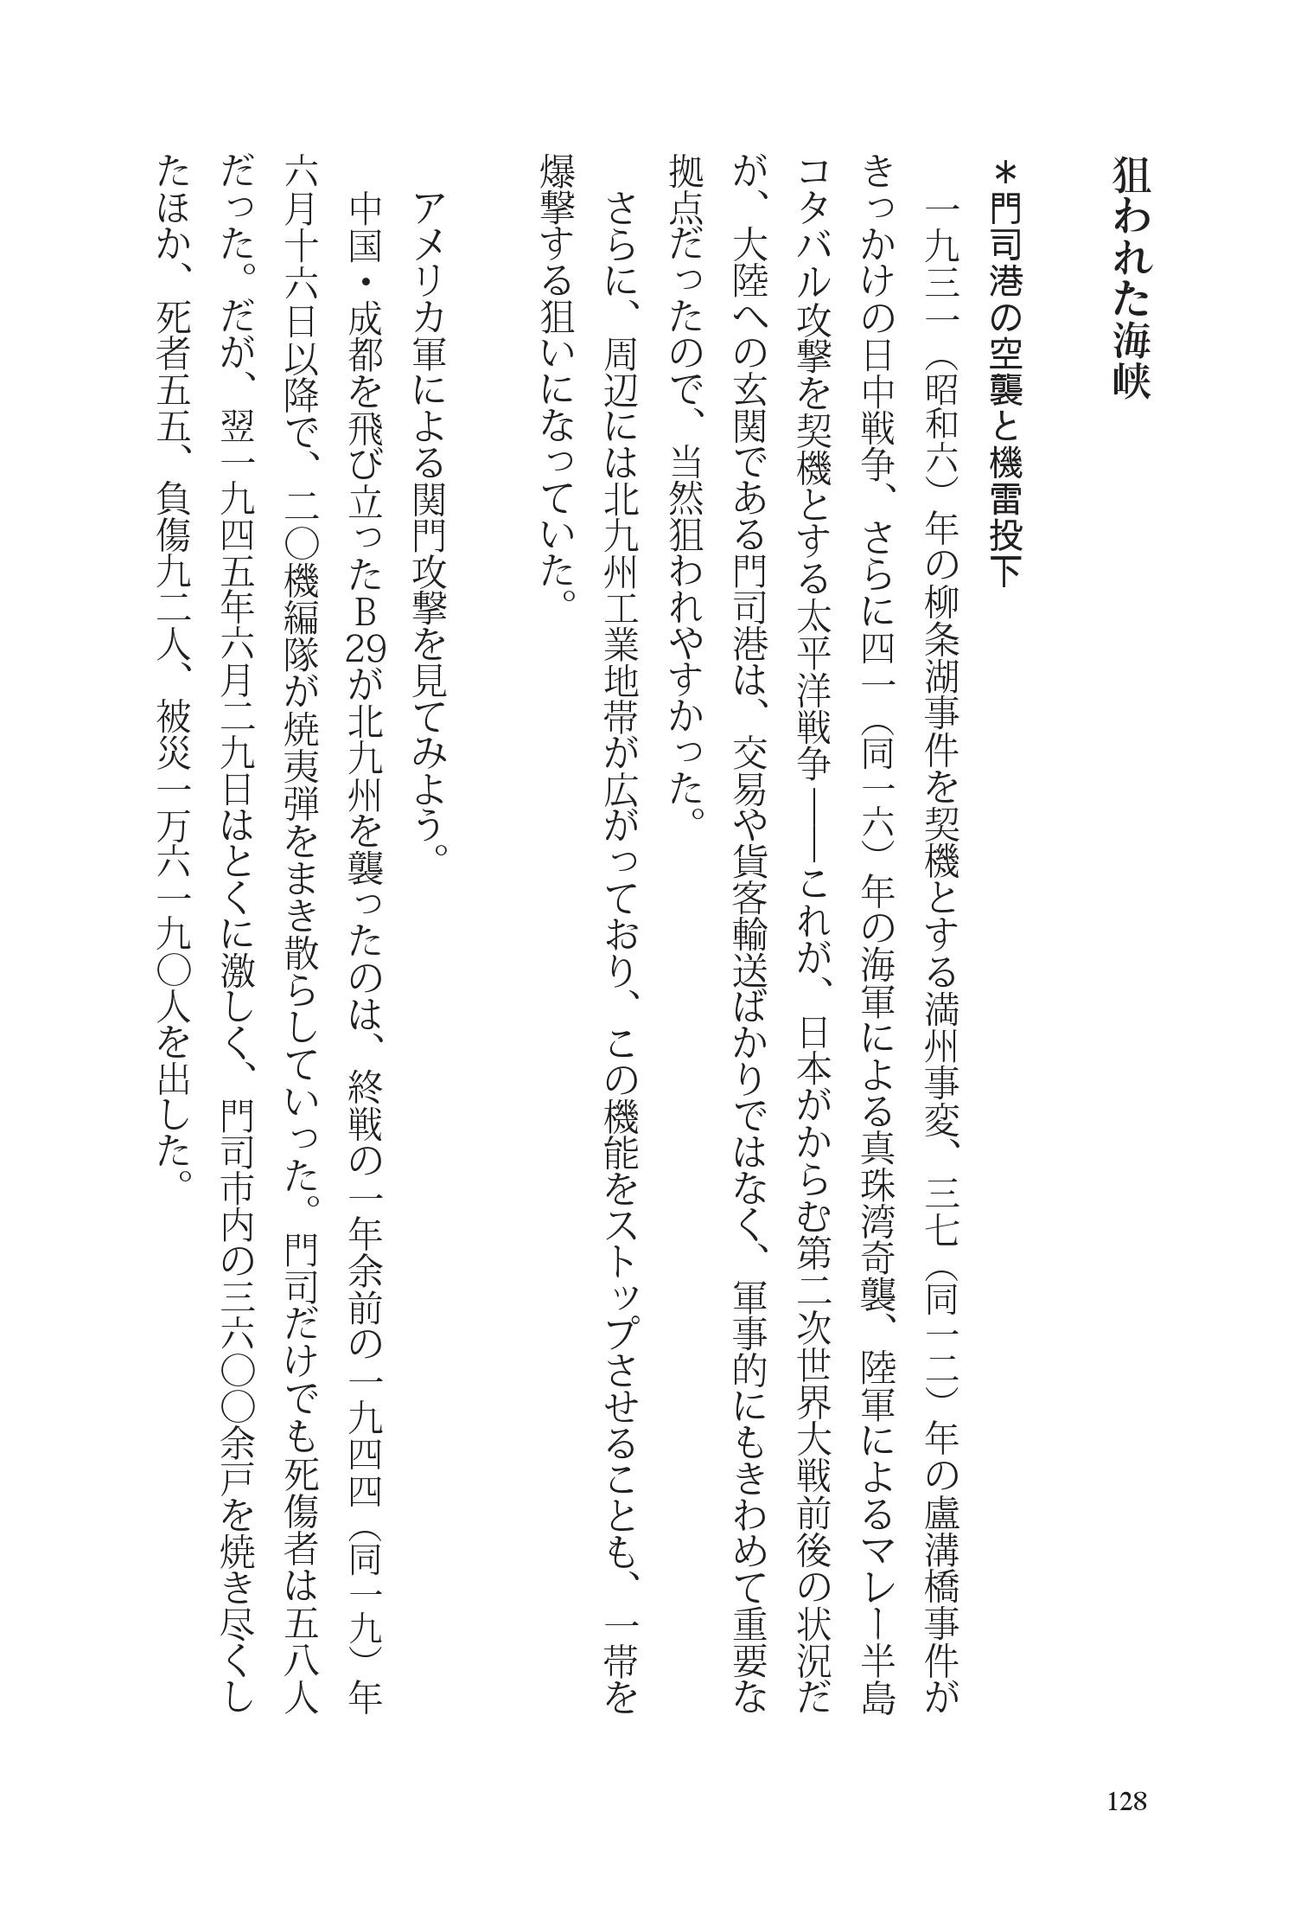 狙われた海峡
＊門司港の空襲と機雷投下
一九三一（昭和六）年の柳条湖事件を契機とする満州事変、三七（同一二）年の盧溝橋事件が
きっかけの日中戦争、さらに四一（同一六）年の海軍による真珠湾奇襲、陸軍によるマレー半島
コタバル攻撃を契機とする太平洋戦争――これが、日本がからむ第二次世界大戦前後の状況だ
が、大陸への玄関である門司港は、交易や貨客輸送ばかりではなく、軍事的にもきわめて重要な
拠点だったので、当然狙われやすかった。
さらに、周辺には北九州工業地帯が広がっており、この機能をストップさせることも、一帯を
爆撃する狙いになっていた。
アメリカ軍による関門攻撃を見てみよう。
中国・成都を飛び立ったＢ29が北九州を襲ったのは、終戦の一年余前の一九四四（同一九）年
六月十六日以降で、二〇機編隊が焼夷弾をまき散らしていった。門司だけでも死傷者は五八人
だった。だが、翌一九四五年六月二九日はとくに激しく、門司市内の三六〇〇余戸を焼き尽くし
たほか、死者五五、負傷九二人、被災一万六一九〇人を出した。
128